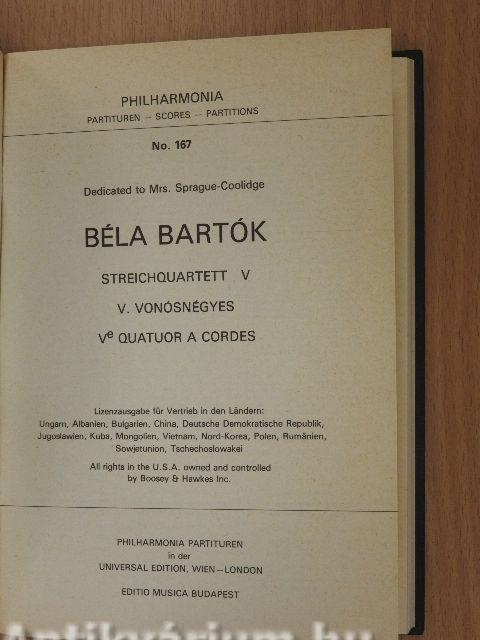 PHILHARMONIA
PARTITUREN – SCORES – PARTITIONS
No. 167
Dedicated to Mrs. Sprague-Coolidge
BÉLA BARTÓK
STREICHQUARTETT V
V. VONÓSNÉGYES
Ve QUATUOR A CORDES
Lizenzausgabe für Vertrieb in den Ländern:
Ungarn, Albanien, Bulgarien, China, Deutsche Demokratische Republik,
Jugoslawien, Kuba, Mongolien, Vietnam, Nord-Korea, Polen, Rumänien,
Sowjetunion, Tschechoslowakei
All rights in the U.S.A. owned and controlled
by Boosey & Hawkes Inc.
PHILHARMONIA PARTITUREN
in der
UNIVERSAL EDITION, WIEN–LONDON
EDITIO MUSICA BUDAPEST
Antikvárium.hu